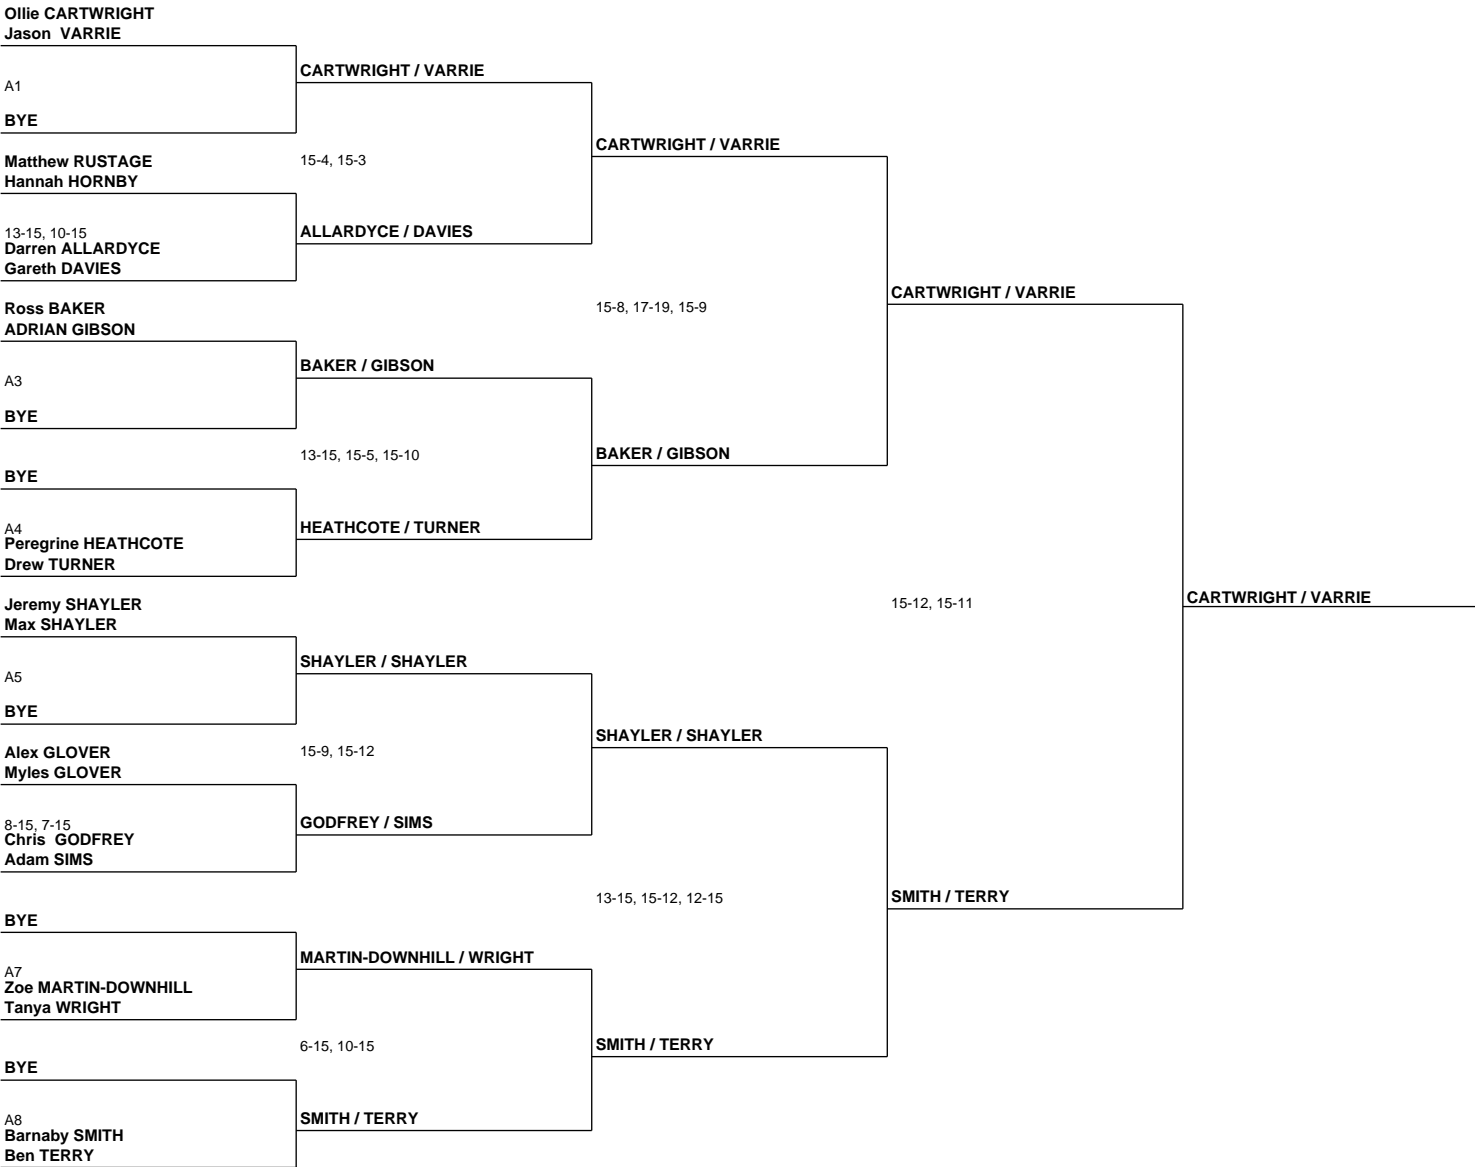 Ollie CARTWRIGHT
Jason  VARRIE
CARTWRIGHT / VARRIE
A1
BYE
CARTWRIGHT / VARRIE
Matthew RUSTAGE
15-4, 15-3
Hannah HORNBY
ALLARDYCE / DAVIES
13-15, 10-15
Darren ALLARDYCE
Gareth DAVIES
CARTWRIGHT / VARRIE
Ross BAKER
15-8, 17-19, 15-9
ADRIAN GIBSON
BAKER / GIBSON
A3
BYE
BAKER / GIBSON
13-15, 15-5, 15-10
BYE
HEATHCOTE / TURNER
A4
Peregrine HEATHCOTE
Drew TURNER
CARTWRIGHT / VARRIE
Jeremy SHAYLER
15-12, 15-11
Max SHAYLER
SHAYLER / SHAYLER
A5
BYE
SHAYLER / SHAYLER
Alex GLOVER
15-9, 15-12
Myles GLOVER
GODFREY / SIMS
8-15, 7-15
Chris  GODFREY
Adam SIMS
SMITH / TERRY
13-15, 15-12, 12-15
BYE
MARTIN-DOWNHILL / WRIGHT
A7
Zoe MARTIN-DOWNHILL
Tanya WRIGHT
SMITH / TERRY
6-15, 10-15
BYE
SMITH / TERRY
A8
Barnaby SMITH
Ben TERRY